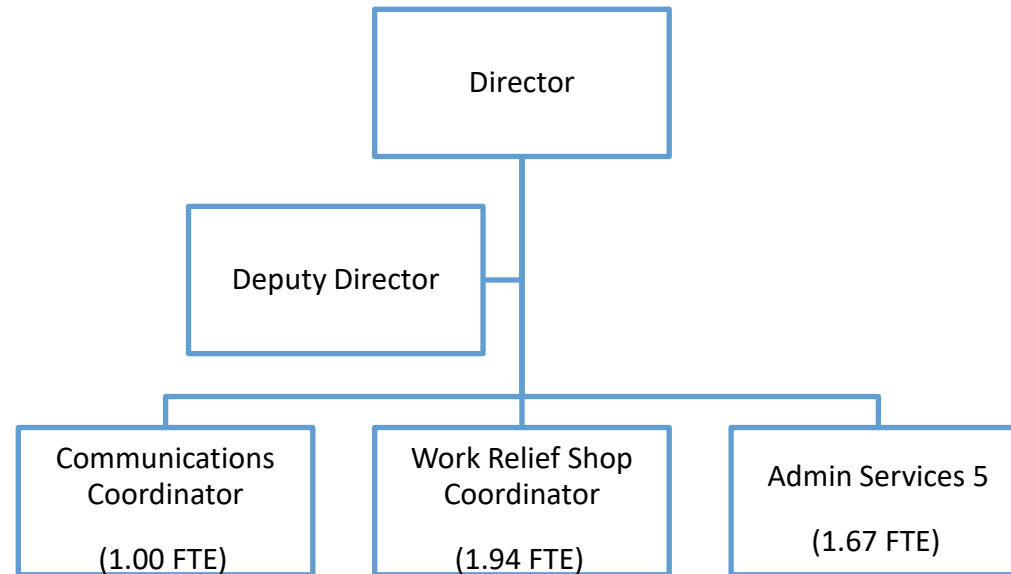 Director
Deputy Director
Communications
Coordinator
(1.00 FTE)
Work Relief Shop
Coordinator
(1.94 FTE)
Admin Services 5
(1.67 FTE)